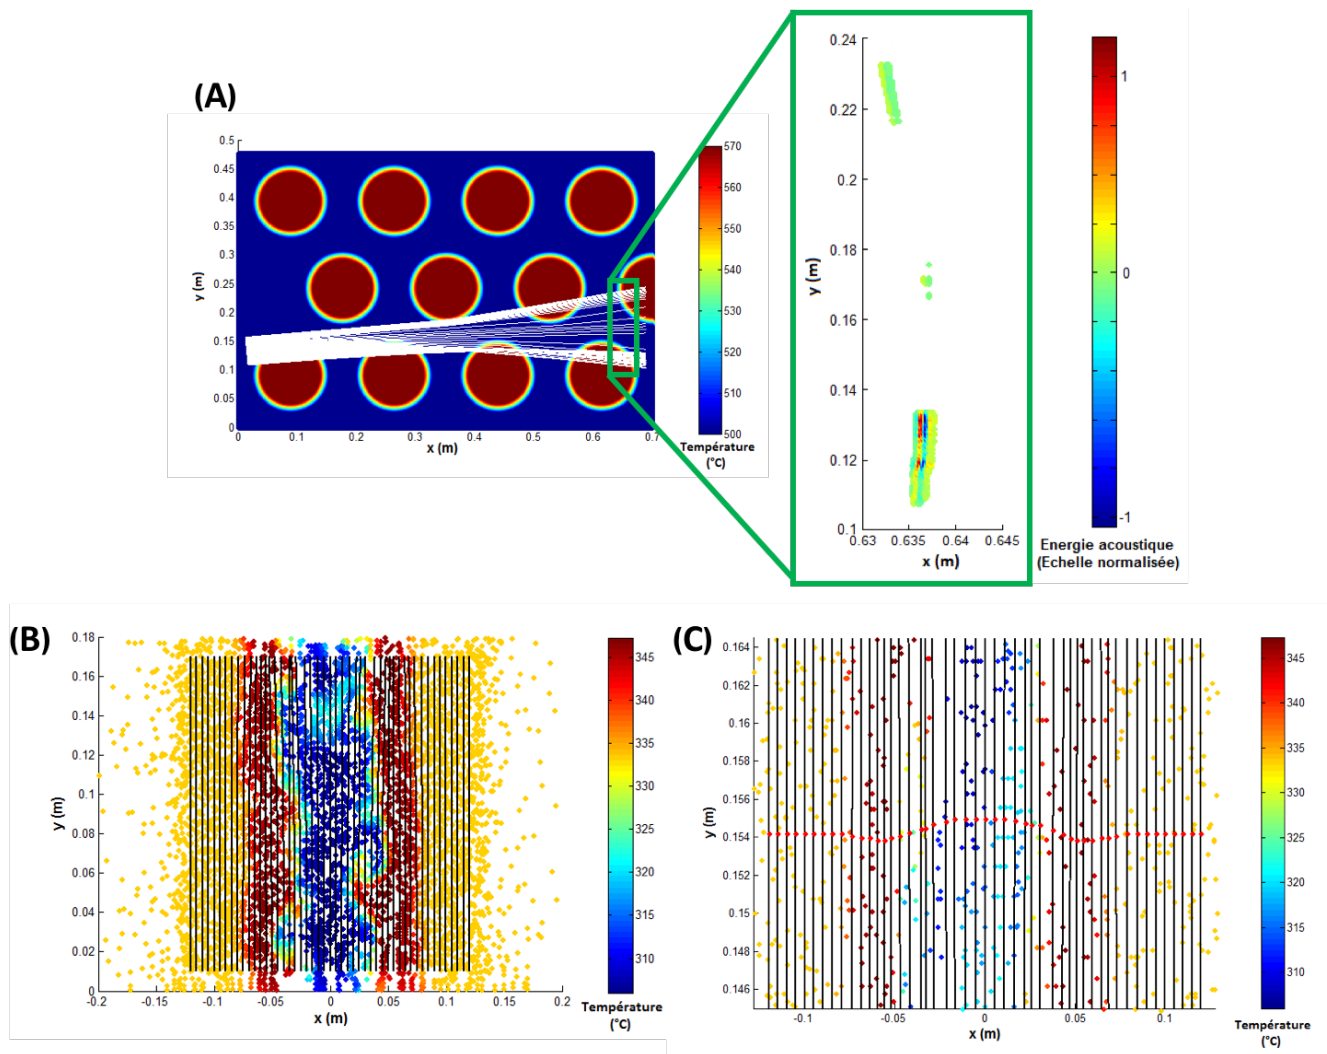 (A)
0.5
0.45
0.4
0.35
0.3
0.25
0.2
0.15
0.1
0.05
0
y (m)
0 0.1 0.2 0.3 0.4 0.5 0.6 0.7
x (m)
570
560
550
540
530
520
510
500
Température
(°C)
0.24
0.22
0.2
0.18
0.16
0.14
0.12
0.1
y (m)
0.63 0.635 0.64 0.645
x (m)
1
0
-1
Energie acoustique
(Echelle normalisée)
(B)
0.18
0.16
0.14
0.12
0.1
0.08
0.06
0.04
0.02
0
y (m)
-0.2 -0.15 -0.1 -0.05 0 0.05 0.1 0.15 0.2
x (m)
345
340
335
330
325
320
315
310
Température
(°C)
(C)
0.164
0.162
0.16
0.158
0.156
0.154
0.152
0.15
0.148
0.146
y (m)
-0.1 -0.05 0 0.05 0.1
x (m)
345
340
335
330
325
320
315
310
Température
(°C)